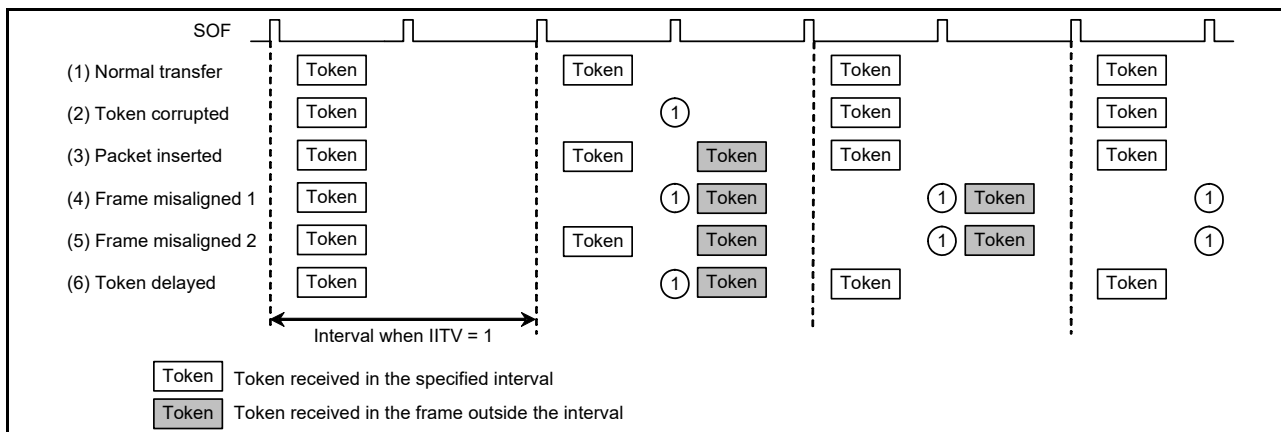 SOF
(1) Normal transfer Token Token Token Token
(2) Token corrupted Token 1 Token Token
(3) Packet inserted Token Token Token Token Token
(4) Frame misaligned 1 Token 1 Token 1 Token 1
(5) Frame misaligned 2 Token Token Token 1 Token 1
(6) Token delayed Token 1 Token Token Token
Interval when IITV = 1
Token Token received in the specified interval
Token Token received in the frame outside the interval